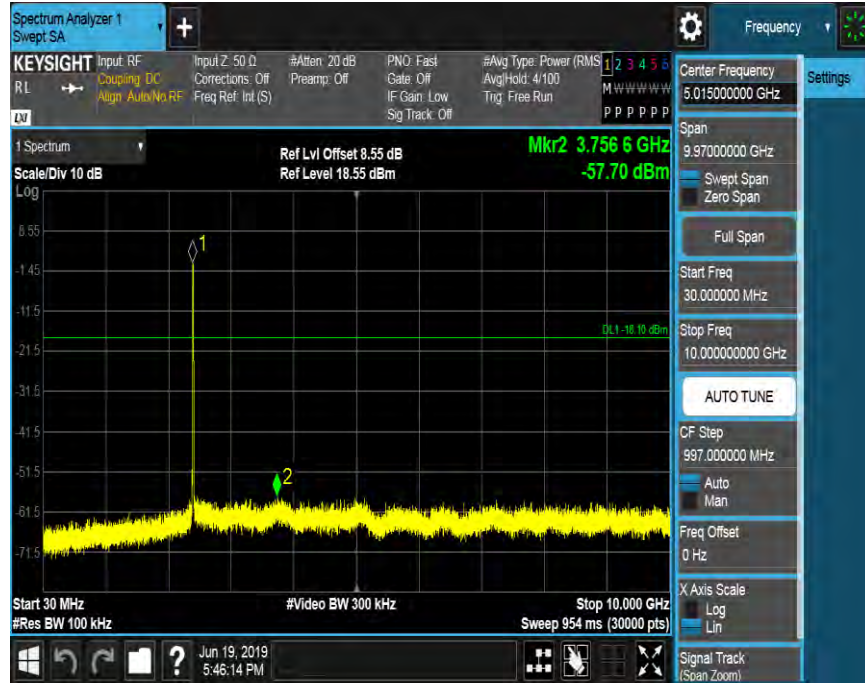 Spectrum Analyzer 1
Swept SA
+
Frequency
KEYSIGHT
RL
LXI
Input: RF
Coupling: DC
Align: Auto/No RF
Input Z: 50 Ω
Corrections: Off
Freq Ref: Int (S)
#Atten: 20 dB
Preamp: Off
PNO: Fast
Gate: Off
IF Gain: Low
Sig Track: Off
#Avg Type: Power (RMS
Avg|Hold: 4/100
Trig: Free Run
1 2 3 4 5 6
M W W W W W
P P P P P P
1 Spectrum
Scale/Div 10 dB
Log
Ref Lvl Offset 8.55 dB
Ref Level 18.55 dBm
Mkr2 3.756 6 GHz
-57.70 dBm
8.55
-1.45
-11.5
-21.5
-31.5
-41.5
-51.5
-61.5
-71.5
1
DL1 -18.10 dBm
2
Start 30 MHz
#Res BW 100 kHz
#Video BW 300 kHz
Stop 10.000 GHz
Sweep 954 ms (30000 pts)
?
Jun 19, 2019
5:46:14 PM
Center Frequency
5.015000000 GHz
Settings
Span
9.97000000 GHz
Swept Span
Zero Span
Full Span
Start Freq
30.000000 MHz
Stop Freq
10.000000000 GHz
AUTO TUNE
CF Step
997.000000 MHz
Auto
Man
Freq Offset
0 Hz
X Axis Scale
Log
Lin
Signal Track
(Span Zoom)